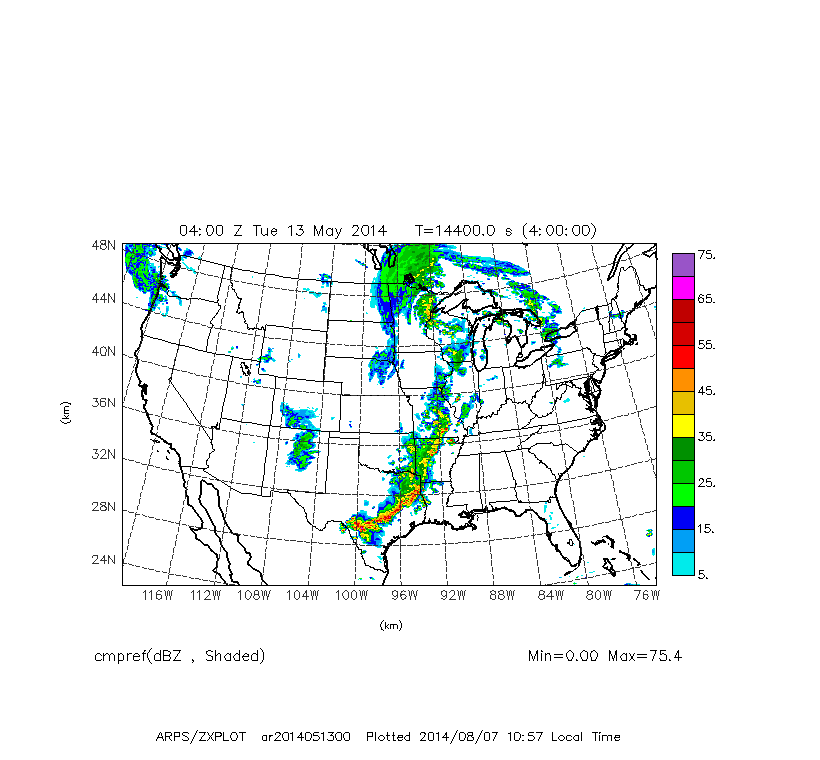 04:00 Z Tue 13 May 2014 T=14400.0 s (4:00:00)
48N
44N
40N
36N
32N
28N
24N
(km)
116W 112W 108W 104W 100W 96W 92W 88W 84W 80W 76W
(km)
75.
65.
55.
45.
35.
25.
15.
5.
cmpref(dBZ , Shaded)
Min=0.00 Max=75.4
ARPS/ZXPLOT ar2014051300 Plotted 2014/08/07 10:57 Local Time